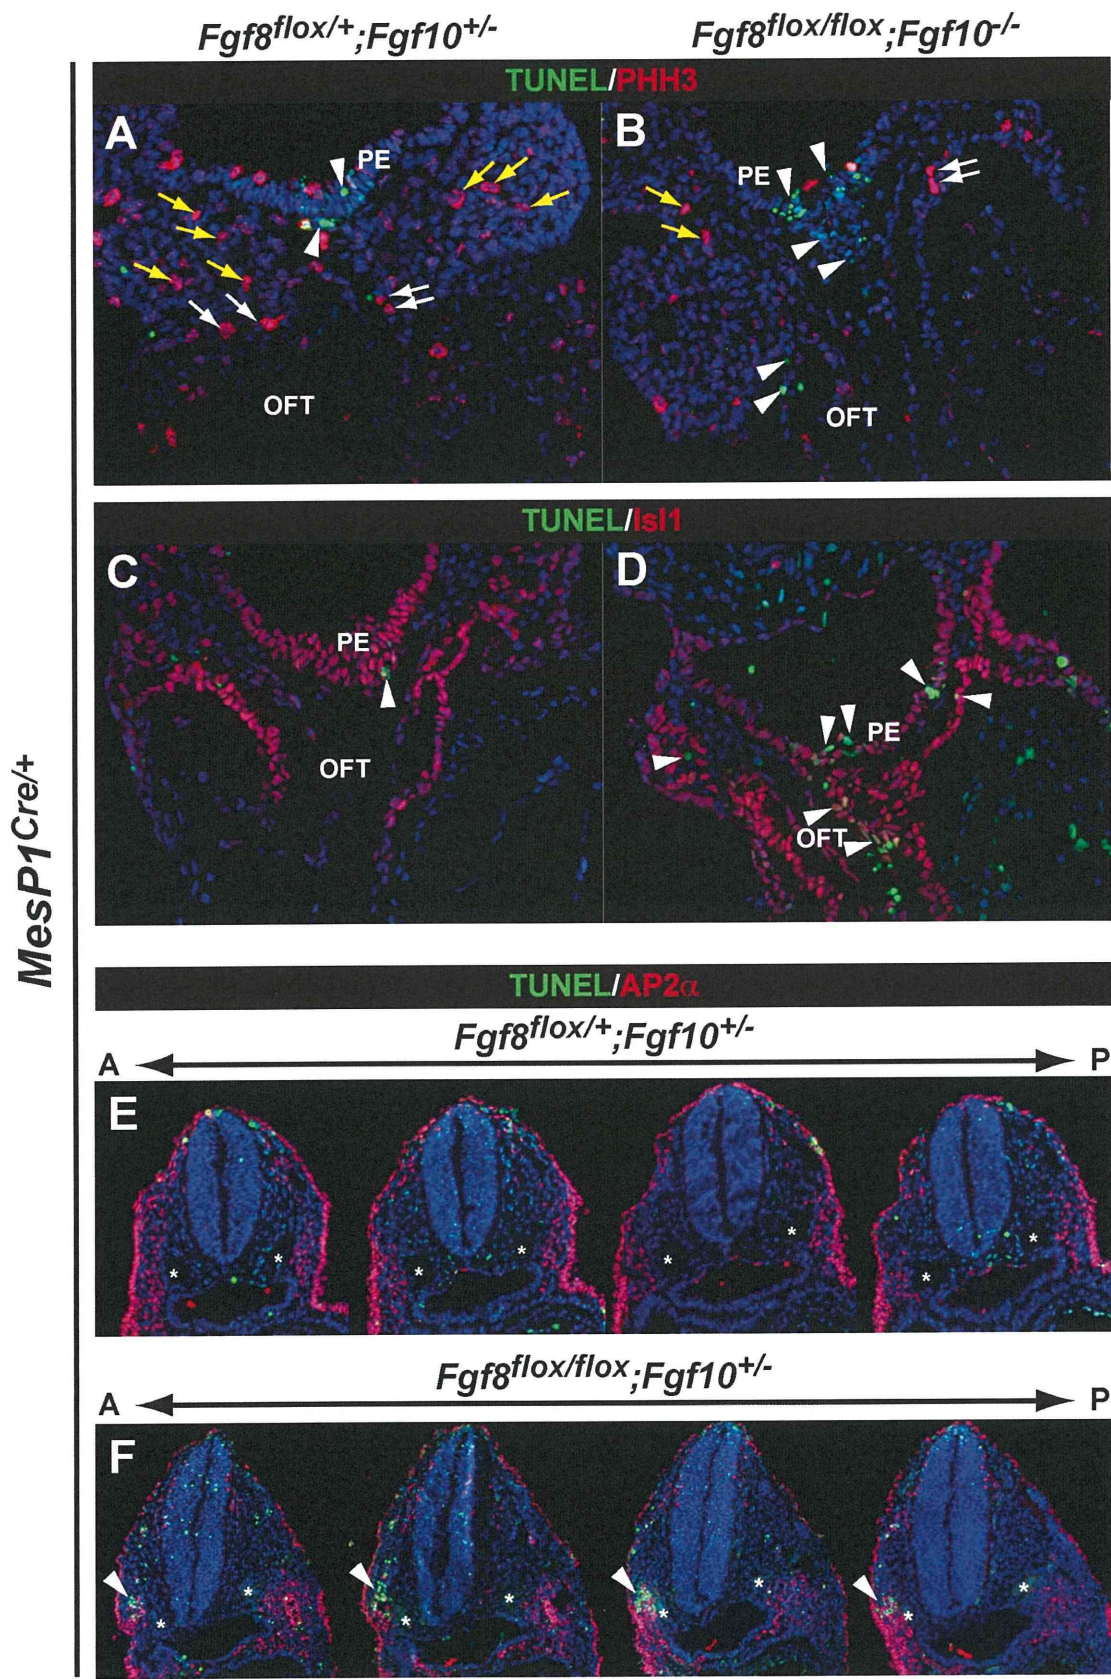 Fgf8flox/+;Fgf10+/- Fgf8flox/flox;Fgf10-/-
TUNEL/PHH3
A B
PE PE
OFT OFT
TUNEL/Isl1
C D
PE PE
OFT OFT
MesP1Cre/+
TUNEL/AP2α
Fgf8flox/+;Fgf10+/-
A P
E
* * * * * * * *
Fgf8flox/flox;Fgf10+/-
A P
F
* * * * * * * *